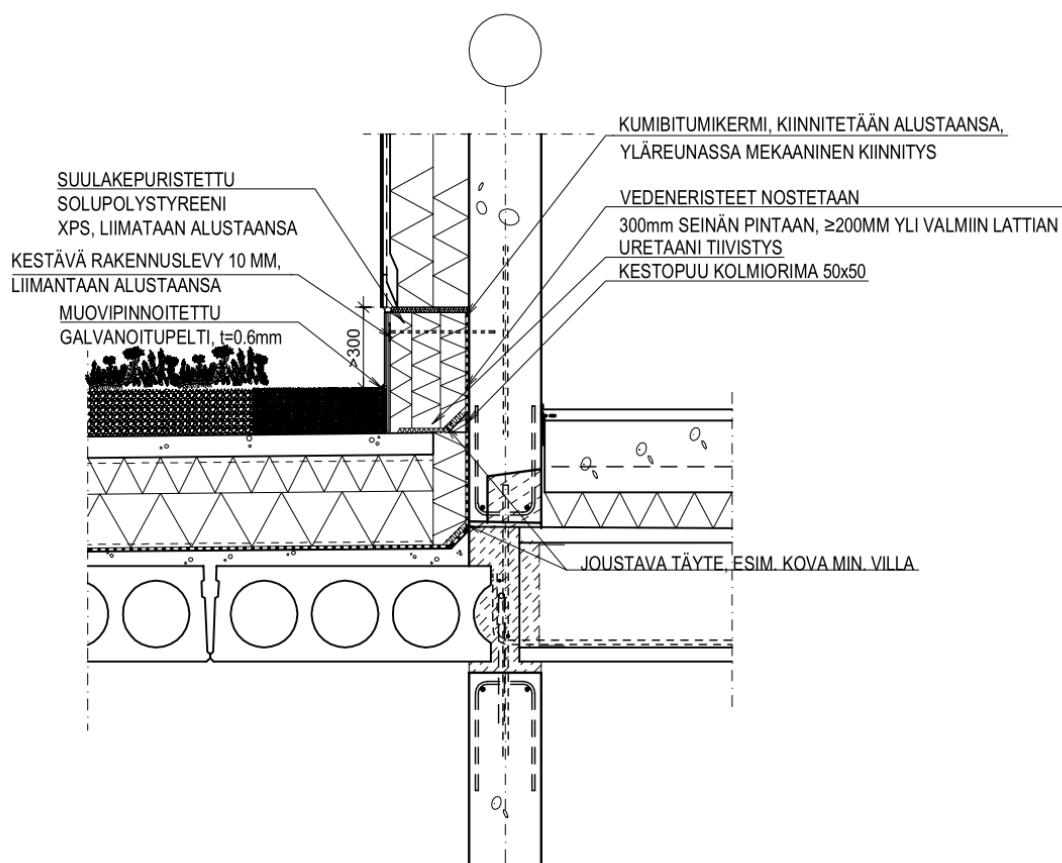 KUMIBITUMIKERMI, KIINNITETÄÄN ALUSTAANSA,
YLÄREUNASSA MEKAANINEN KIINNITYS
SUULAKEPURISTETTU
SOLUPOLYSTYREENI
XPS, LIIMATAAN ALUSTAANSA
VEDENERISTEET NOSTETAAN
300mm SEINÄN PINTAAN, ≥200MM YLI VALMIIN LATTIAN
URETAANI TIIVISTYS
KESTOPUU KOLMIORIMA 50x50
KESTÄVÄ RAKENNUSLEVY 10 MM,
LIIMANTAAN ALUSTAANSA
MUOVIPINNOITETTU
GALVANOITUPELTI, t=0.6mm
>300
JOUSTAVA TÄYTE, ESIM. KOVA MIN. VILLA